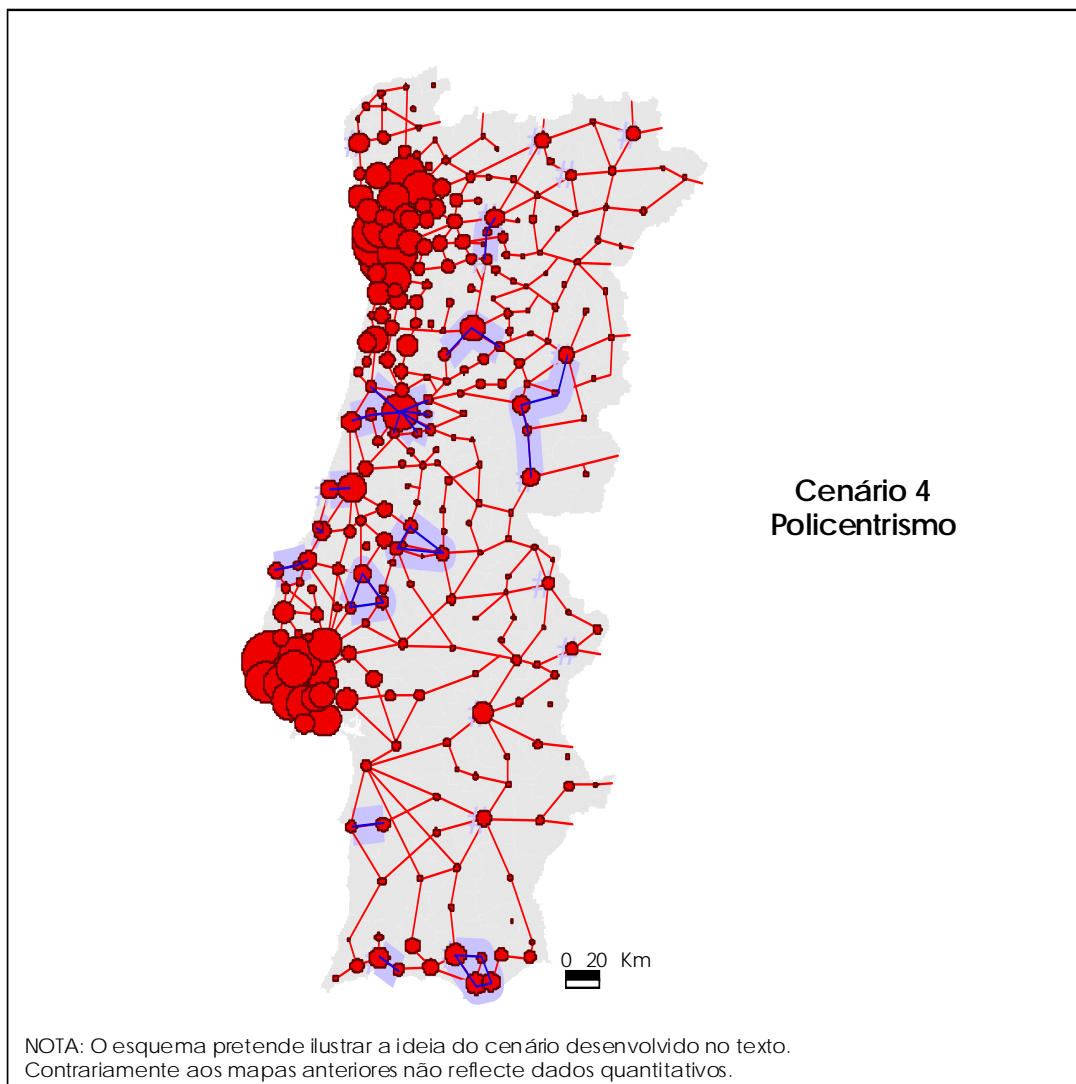 Cenário 4
Policentrismo
0 20 Km
NOTA: O esquema pretende ilustrar a ideia do cenário desenvolvido no texto.
Contrariamente aos mapas anteriores não reflecte dados quantitativos.